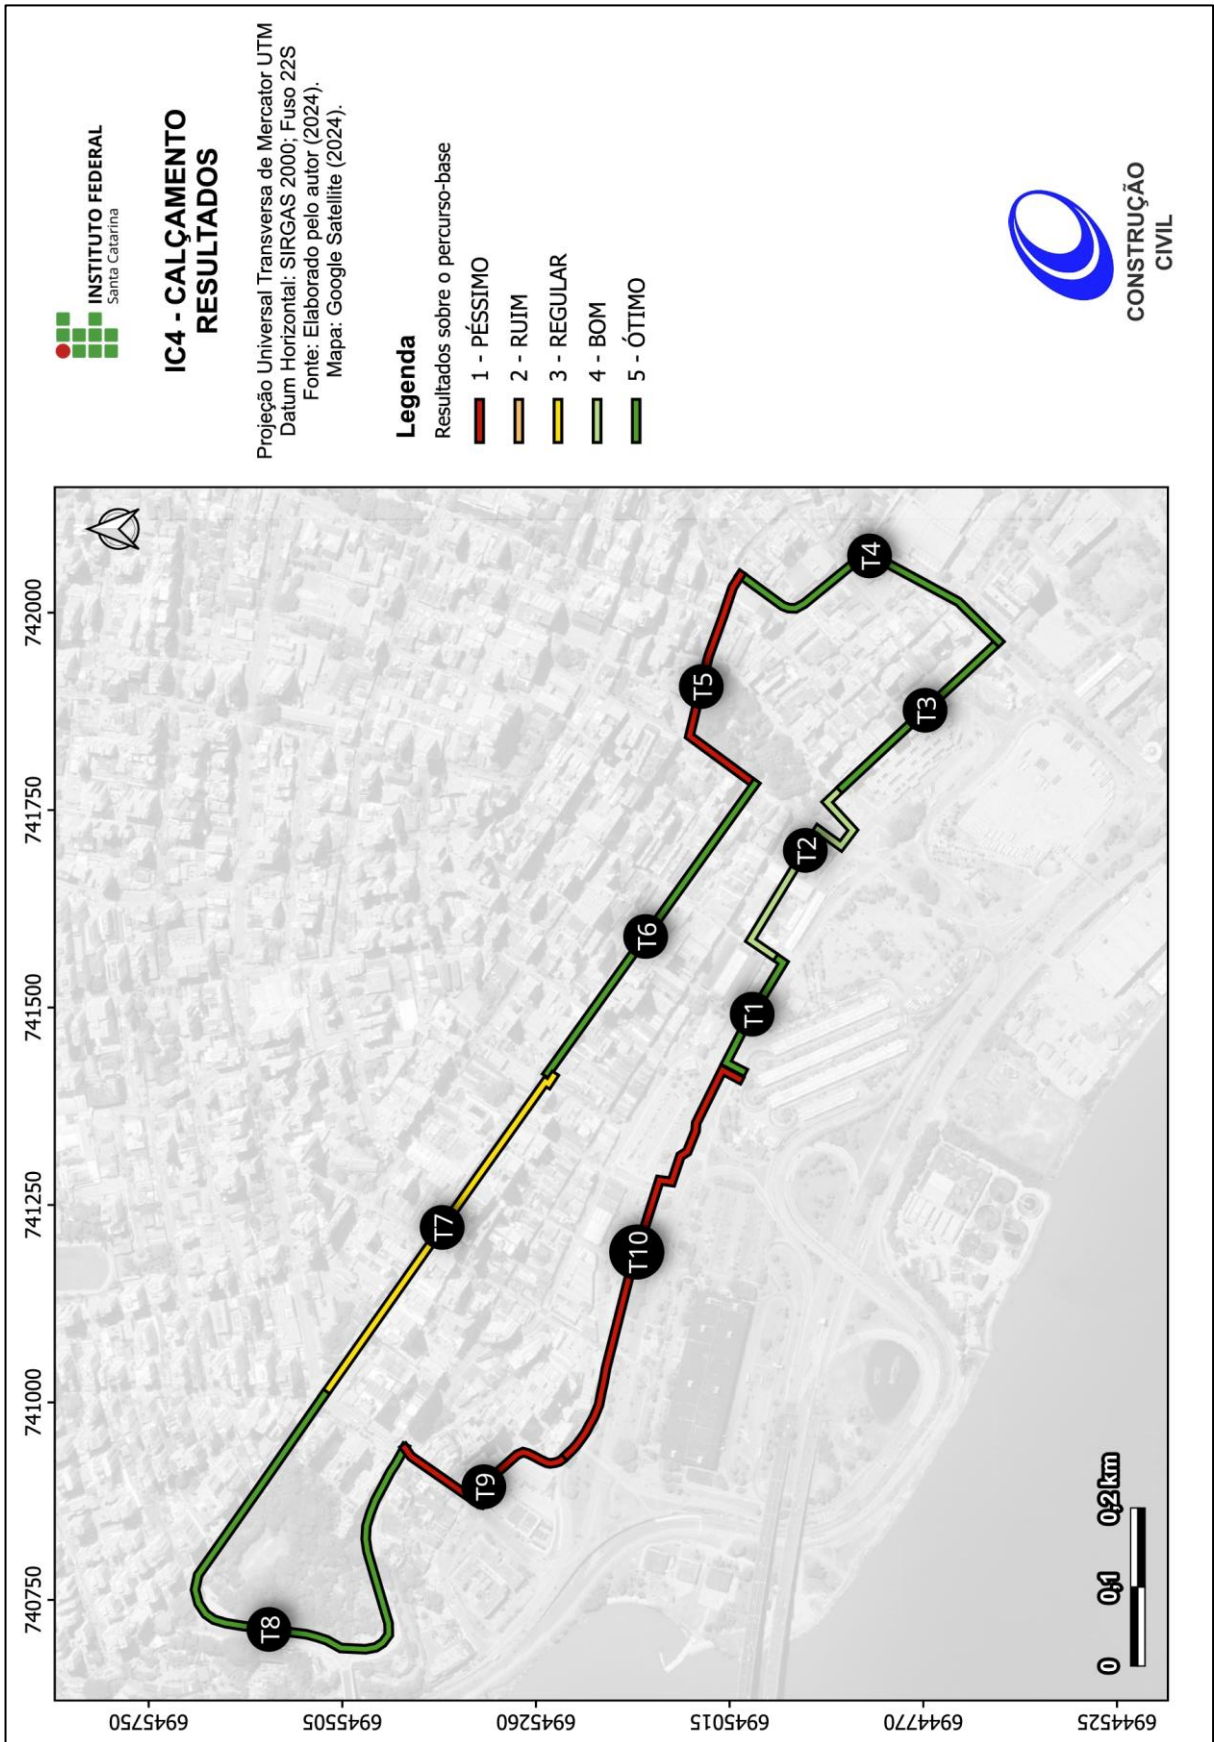 INSTITUTO FEDERAL
Santa Catarina
IC4 - CALÇAMENTO
RESULTADOS
Projeção Universal Transversa de Mercator UTM
Datum Horizontal: SIRGAS 2000; Fuso 22S
Fonte: Elaborado pelo autor (2024).
Mapa: Google Satellite (2024).
Legenda
Resultados sobre o percurso-base
1 - PÉSSIMO
2 - RUIM
3 - REGULAR
4 - BOM
5 - ÓTIMO
CONSTRUÇÃO
CIVIL
740750
741000
741250
741500
741750
742000
6945750
6945505
6945260
6945015
6944770
6944525
T1
T2
T3
T4
T5
T6
T7
T8
T9
T10
0
0,1
0,2 km